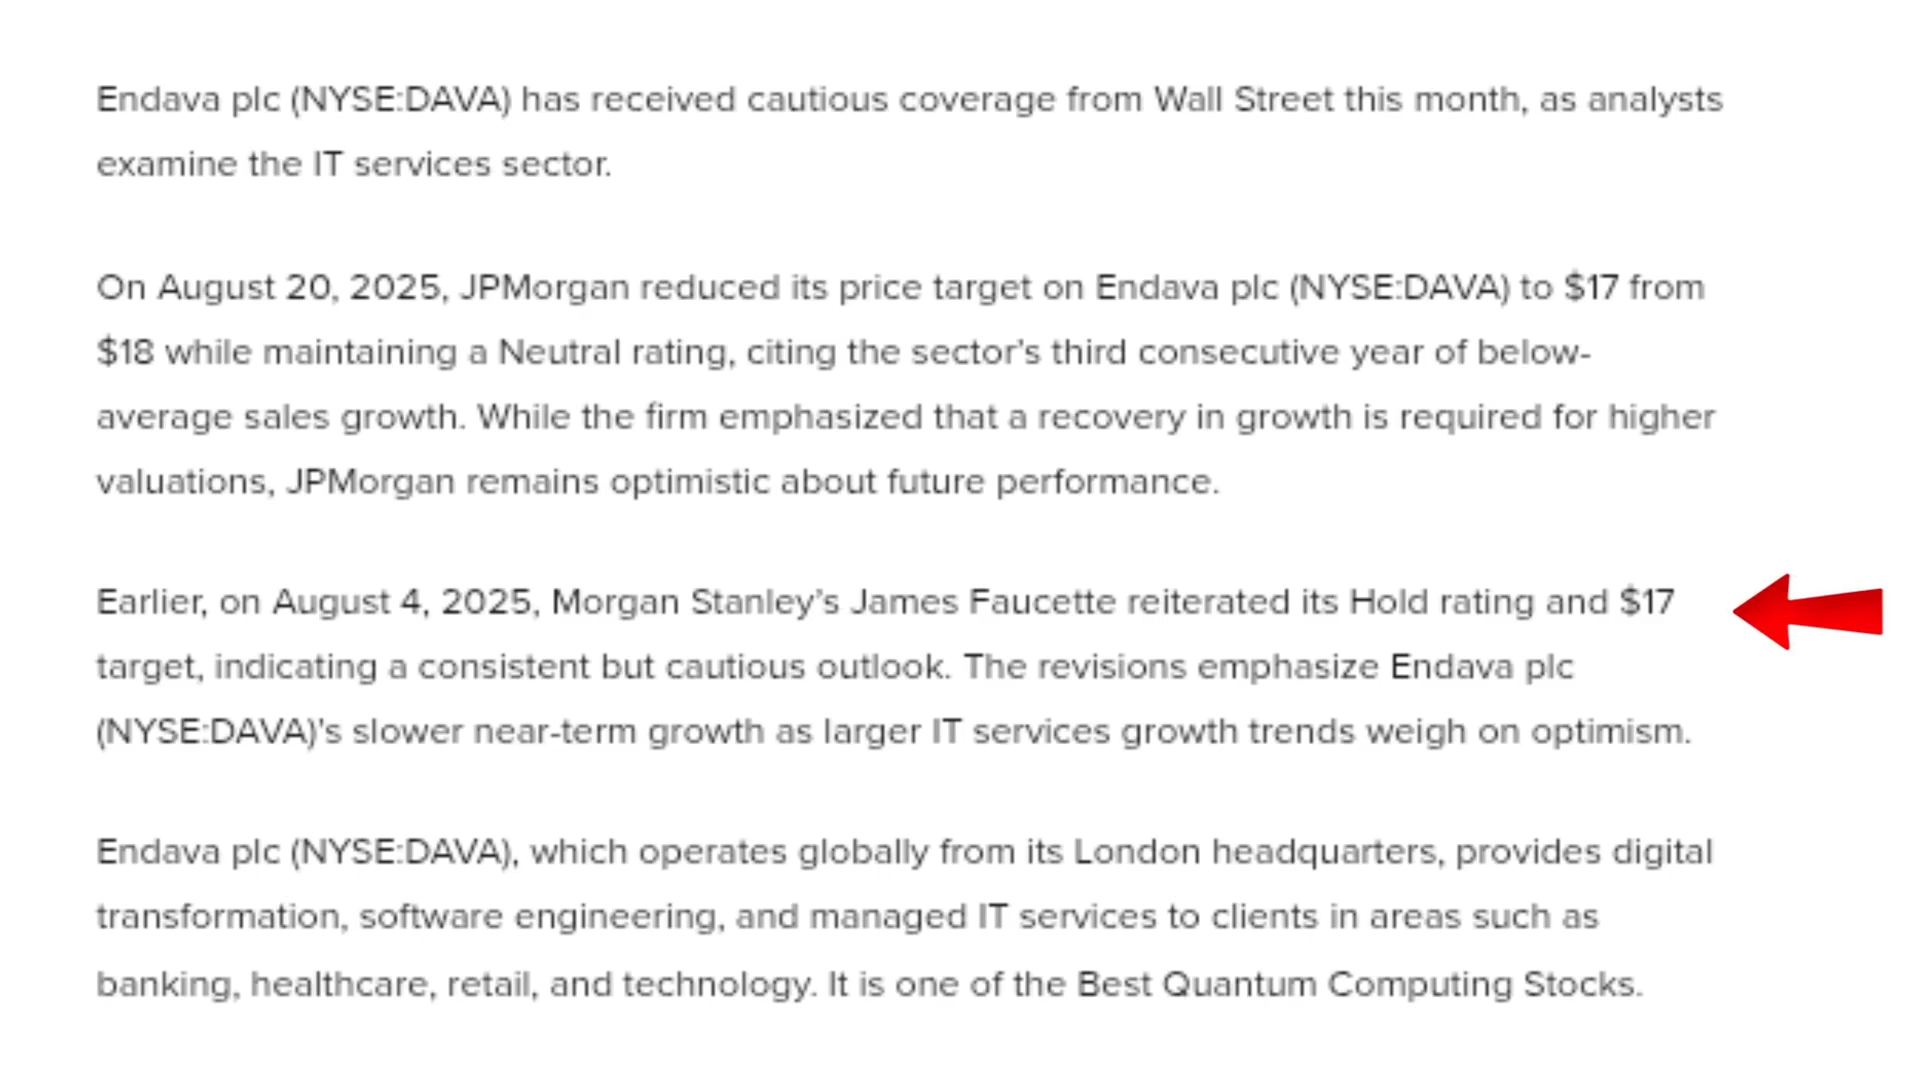 Endava plc (NYSE:DAVA) has received cautious coverage from Wall Street this month, as analysts
examine the IT services sector.
On August 20, 2025, JPMorgan reduced its price target on Endava plc (NYSE:DAVA) to $17 from
$18 while maintaining a Neutral rating, citing the sector’s third consecutive year of below-
average sales growth. While the firm emphasized that a recovery in growth is required for higher
valuations, JPMorgan remains optimistic about future performance.
Earlier, on August 4, 2025, Morgan Stanley’s James Faucette reiterated its Hold rating and $17
target, indicating a consistent but cautious outlook. The revisions emphasize Endava plc
(NYSE:DAVA)’s slower near-term growth as larger IT services growth trends weigh on optimism.
Endava plc (NYSE:DAVA), which operates globally from its London headquarters, provides digital
transformation, software engineering, and managed IT services to clients in areas such as
banking, healthcare, retail, and technology. It is one of the Best Quantum Computing Stocks.